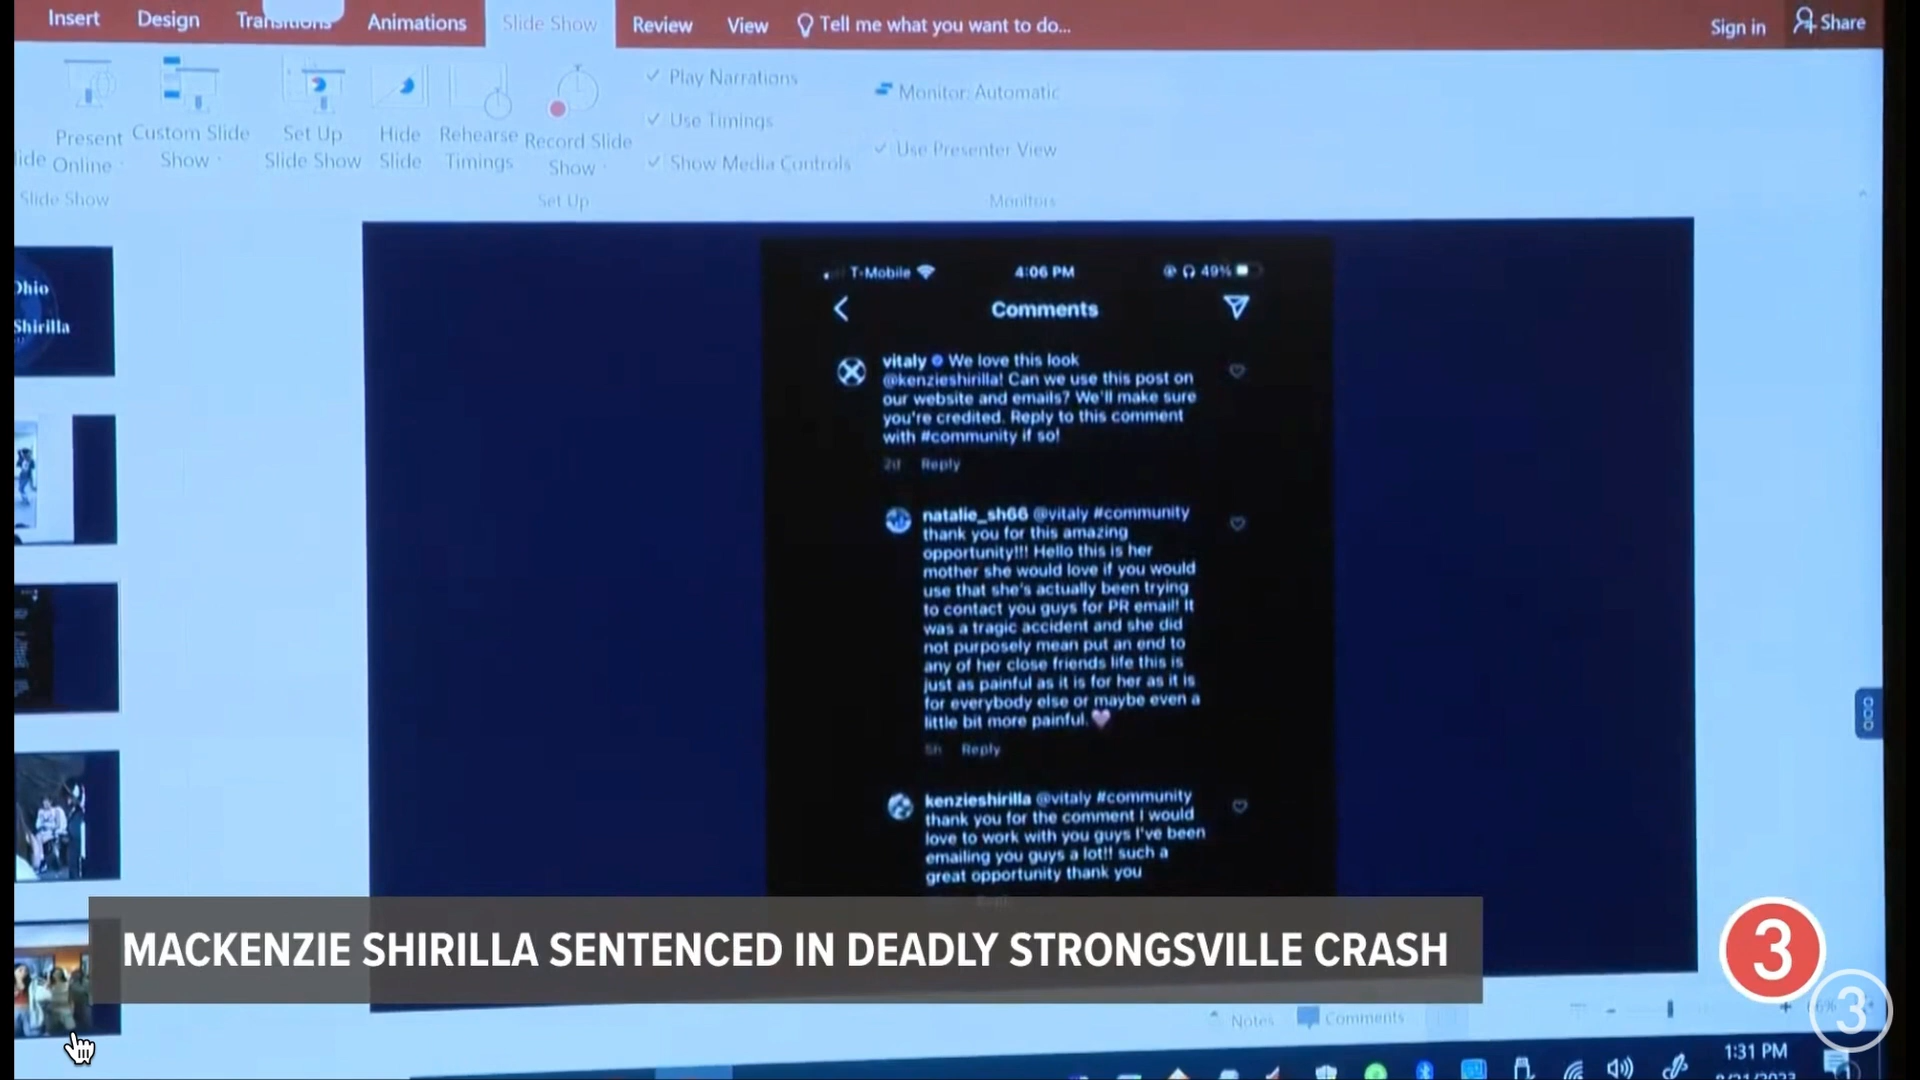 Insert Design Transitions Animations Slide Show Review View Tell me what you want to do... Sign in Share
Present Online
Custom Slide Show
Set Up Slide Show
Hide Slide
Rehearse Timings
Record Slide Show
Play Narrations
Use Timings
Show Media Controls
Monitor: Automatic
Use Presenter View
Slide Show
Set Up
Monitors
Ohio
Shirilla
T-Mobile 4:06 PM 49%
Comments
vitaly We love this look
@kenzieshirilla! Can we use this post on
our website and emails? We'll make sure
you're credited. Reply to this comment
with #community if so!
2d Reply
natalie_sh66 @vitaly #community
thank you for this amazing
opportunity!!! Hello this is her
mother she would love if you would
use that she's actually been trying
to contact you guys for PR email! It
was a tragic accident and she did
not purposely mean put an end to
any of her close friends life this is
just as painful as it is for her as it is
for everybody else or maybe even a
little bit more painful.
5h Reply
kenzieshirilla @vitaly #community
thank you for the comment I would
love to work with you guys I've been
emailing you guys a lot!! such a
great opportunity thank you
MACKENZIE SHIRILLA SENTENCED IN DEADLY STRONGSVILLE CRASH
3
3
Notes Comments
1:31 PM